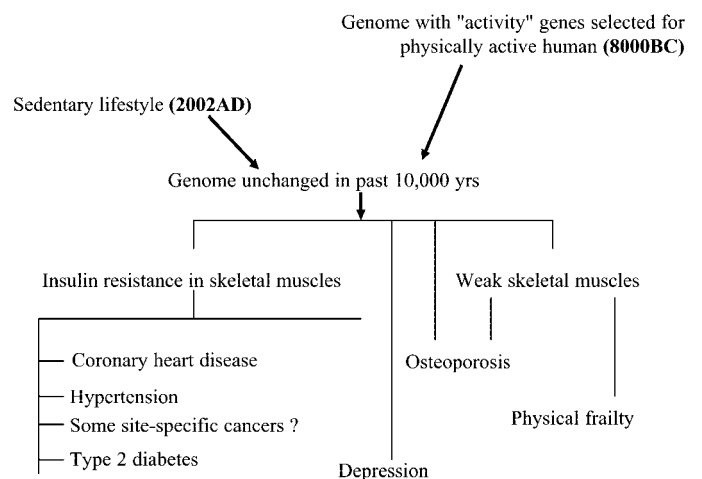 Genome with "activity" genes selected for
physically active human (8000BC)
Sedentary lifestyle (2002AD)
Genome unchanged in past 10,000 yrs
Insulin resistance in skeletal muscles
Weak skeletal muscles
Coronary heart disease
Osteoporosis
Hypertension
Some site-specific cancers ?
Physical frailty
Type 2 diabetes
Depression